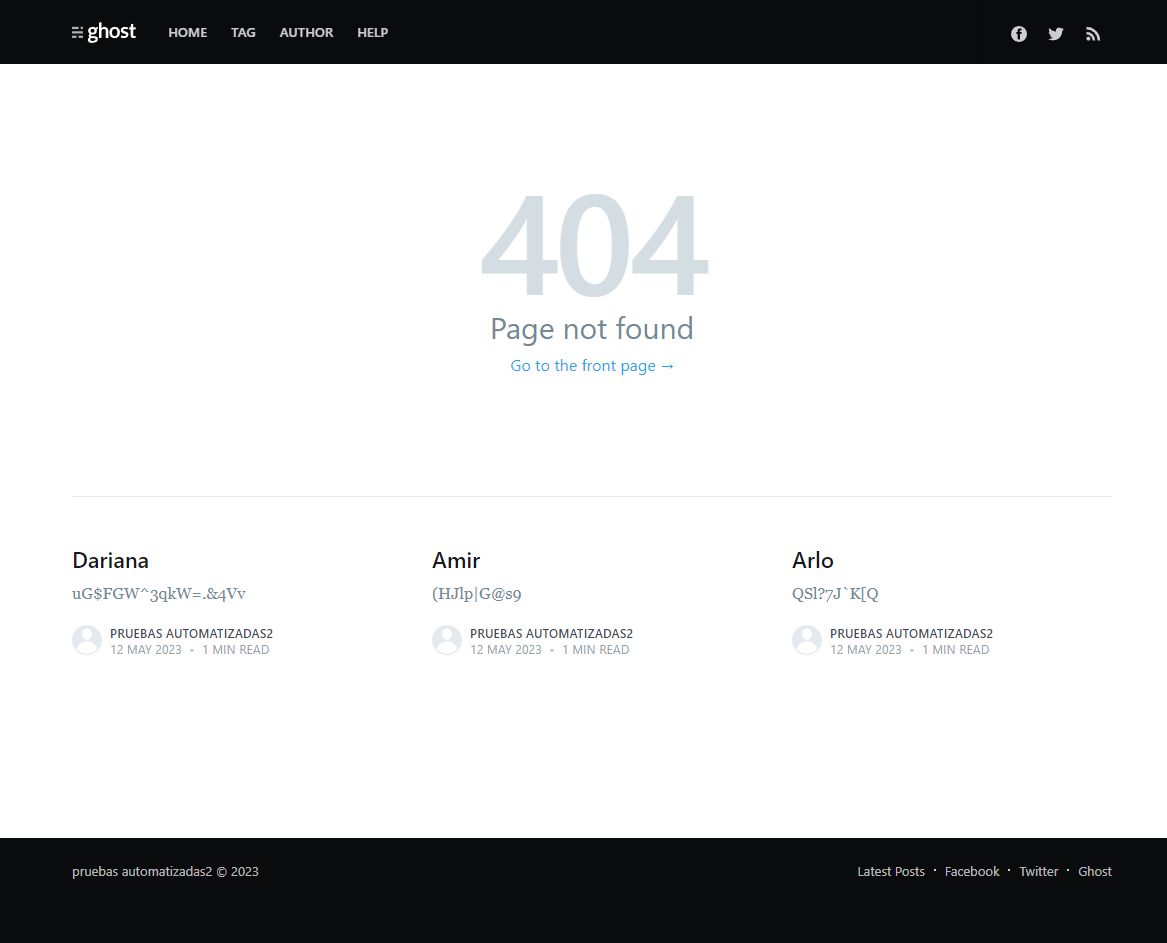 ghost HOME TAG AUTHOR HELP
404
Page not found
Go to the front page →
Dariana
uG$FGW^3qkW=.&4Vv
PRUEBAS AUTOMATIZADAS2
12 MAY 2023 • 1 MIN READ
Amir
(HJlp|G@s9
PRUEBAS AUTOMATIZADAS2
12 MAY 2023 • 1 MIN READ
Arlo
QSl?7J`K[Q
PRUEBAS AUTOMATIZADAS2
12 MAY 2023 • 1 MIN READ
pruebas automatizadas2 © 2023
Latest Posts · Facebook · Twitter · Ghost